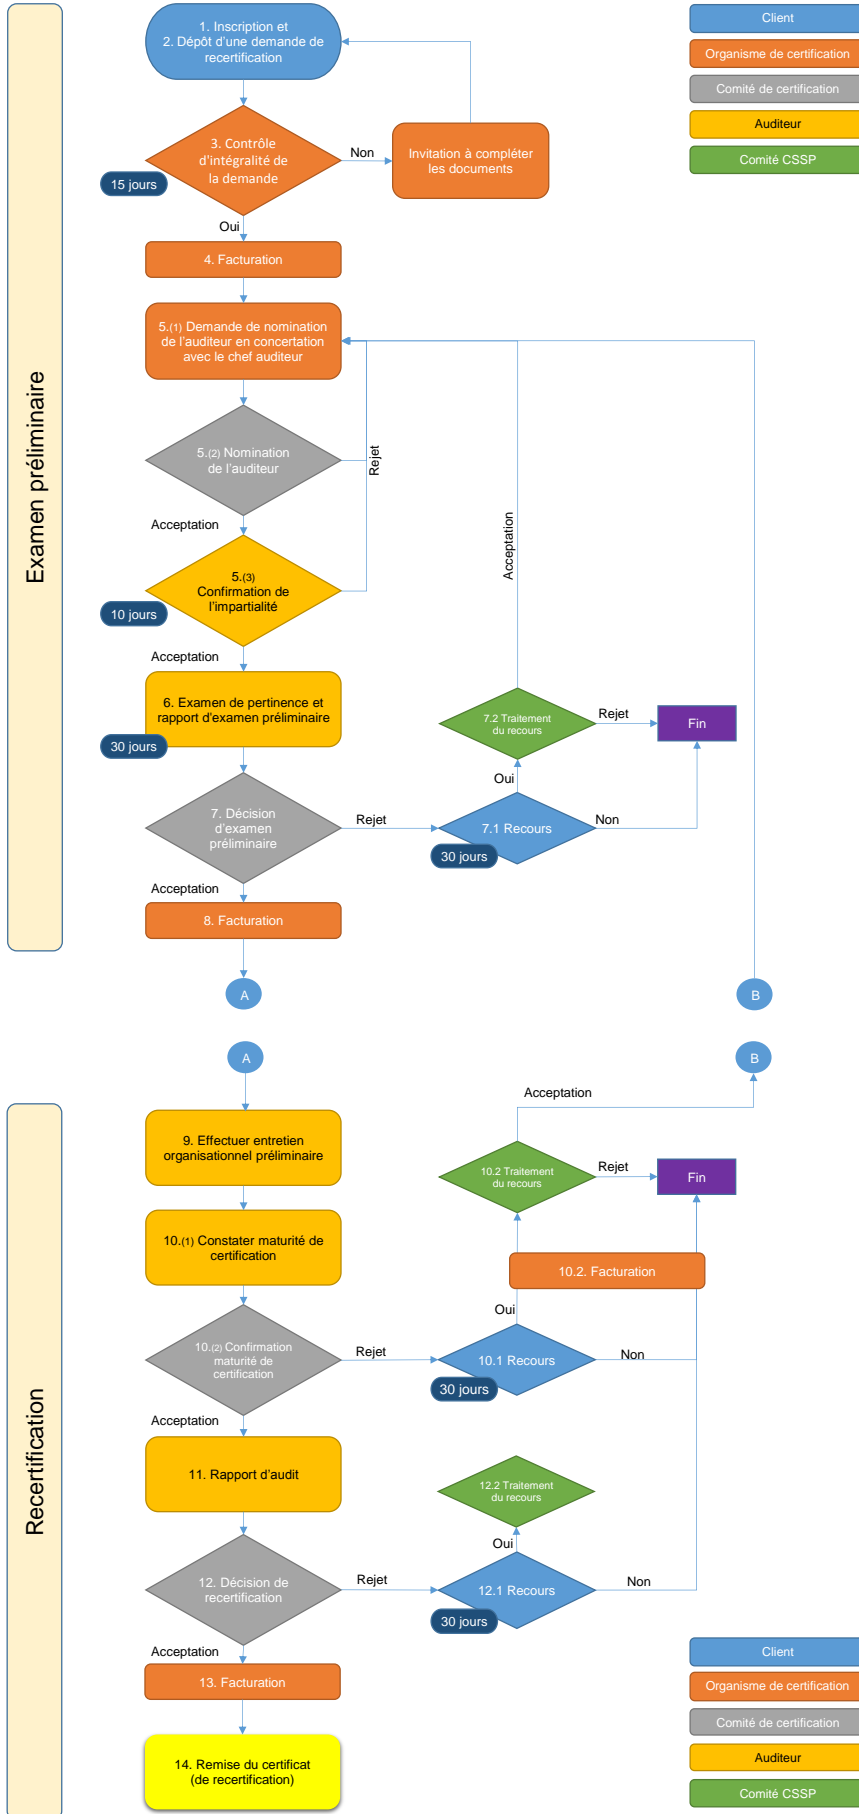 1. Inscription et
2. Dépôt d'une demande de
recertification
Client
Organisme de certification
Comité de certification
Auditeur
Comité CSSP
3. Contrôle
d'intégralité de
la demande
15 jours
Non
Invitation à compléter
les documents
Oui
4. Facturation
5.(1) Demande de nomination
de l'auditeur en concertation
avec le chef auditeur
5.(2) Nomination
de l'auditeur
Rejet
Acceptation
Acceptation
5.(3)
Confirmation de
l'impartialité
10 jours
Acceptation
6. Examen de pertinence et
rapport d'examen préliminaire
30 jours
7.2 Traitement
du recours
Rejet
Fin
Oui
7. Décision
d'examen
préliminaire
Rejet
7.1 Recours
30 jours
Non
Acceptation
8. Facturation
Examen préliminaire
A
B
A
B
Acceptation
9. Effectuer entretien
organisationnel préliminaire
10.2 Traitement
du recours
Rejet
Fin
10.(1) Constater maturité de
certification
10.2. Facturation
Oui
10.(2) Confirmation
maturité de
certification
Rejet
10.1 Recours
30 jours
Non
Acceptation
11. Rapport d'audit
12.2 Traitement
du recours
Oui
12. Décision de
recertification
Rejet
12.1 Recours
30 jours
Non
Acceptation
13. Facturation
14. Remise du certificat
(de recertification)
Recertification
Client
Organisme de certification
Comité de certification
Auditeur
Comité CSSP